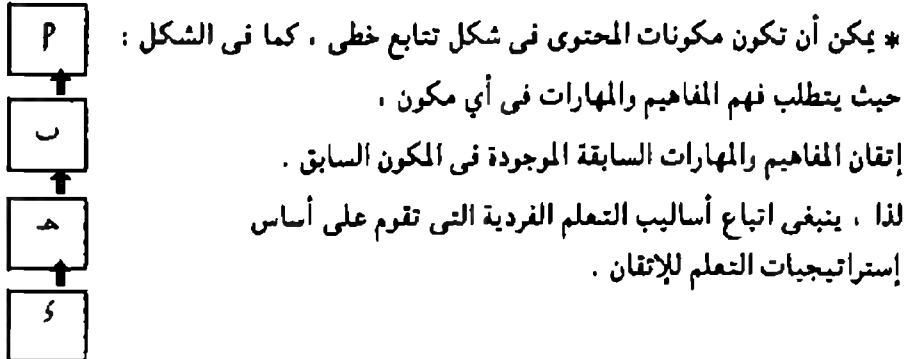 * يمكن أن تكون مكونات المحتوى فى شكل تتابع خطى ، كما فى الشكل :
حيث يتطلب فهم المفاهيم والمهارات فى أي مكون ،
إتقان المفاهيم والمهارات السابقة الموجودة فى المكون السابق .
لذا ، ينبغى اتباع أساليب التعلم الفردية التى تقوم على أساس
إستراتيجيات التعلم للإتقان .
م
ب
هـ
ء